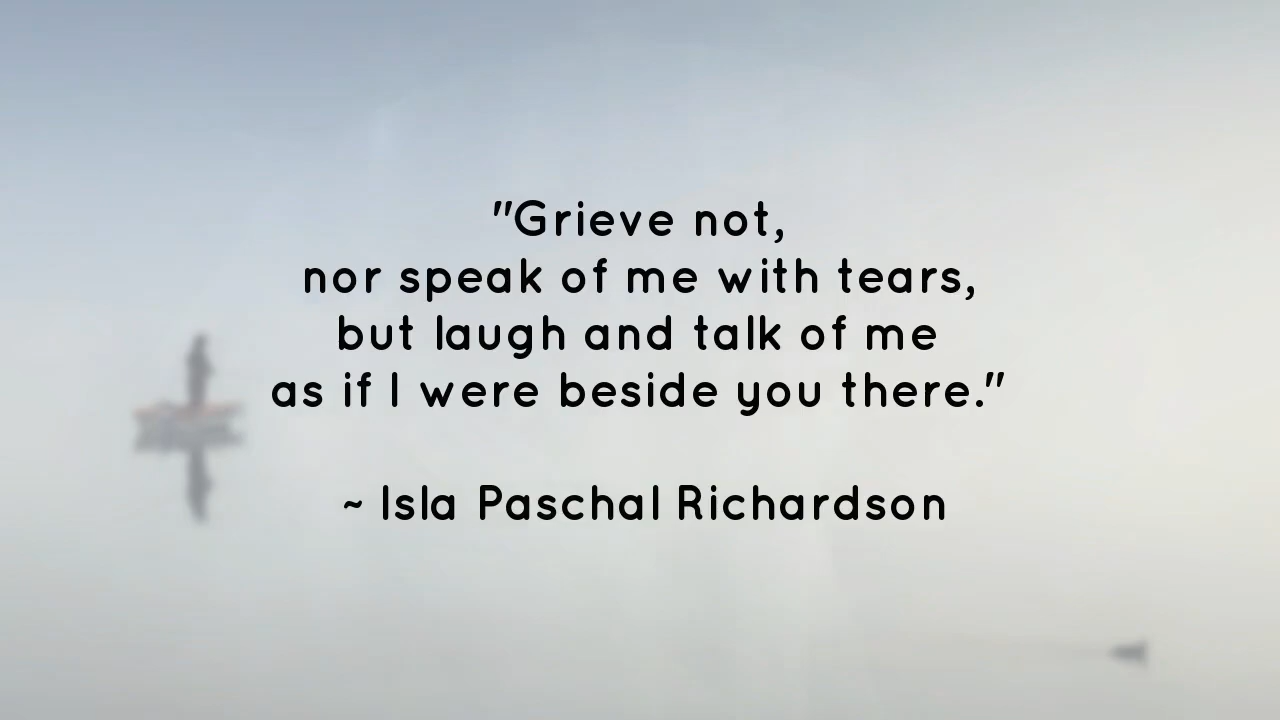 "Grieve not,
nor speak of me with tears,
but laugh and talk of me
as if I were beside you there."
~ Isla Paschal Richardson